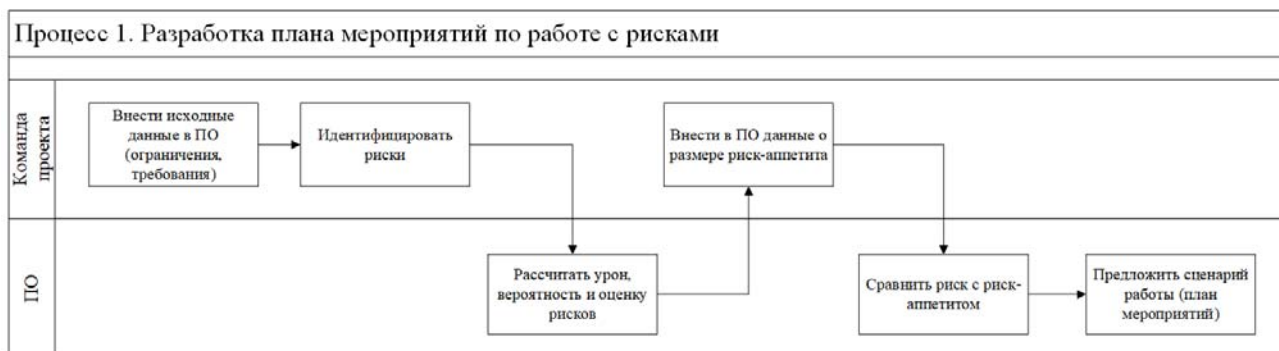 Процесс 1. Разработка плана мероприятий по работе с рисками
Команда
проекта
Внести исходные
данные в ПО
(ограничения,
требования)
Идентифицировать
риски
Внести в ПО данные о
размере риск-аппетита
ПО
Рассчитать урон,
вероятность и оценку
рисков
Сравнить риск с риск-
аппетитом
Предложить сценарий
работы (план
мероприятий)